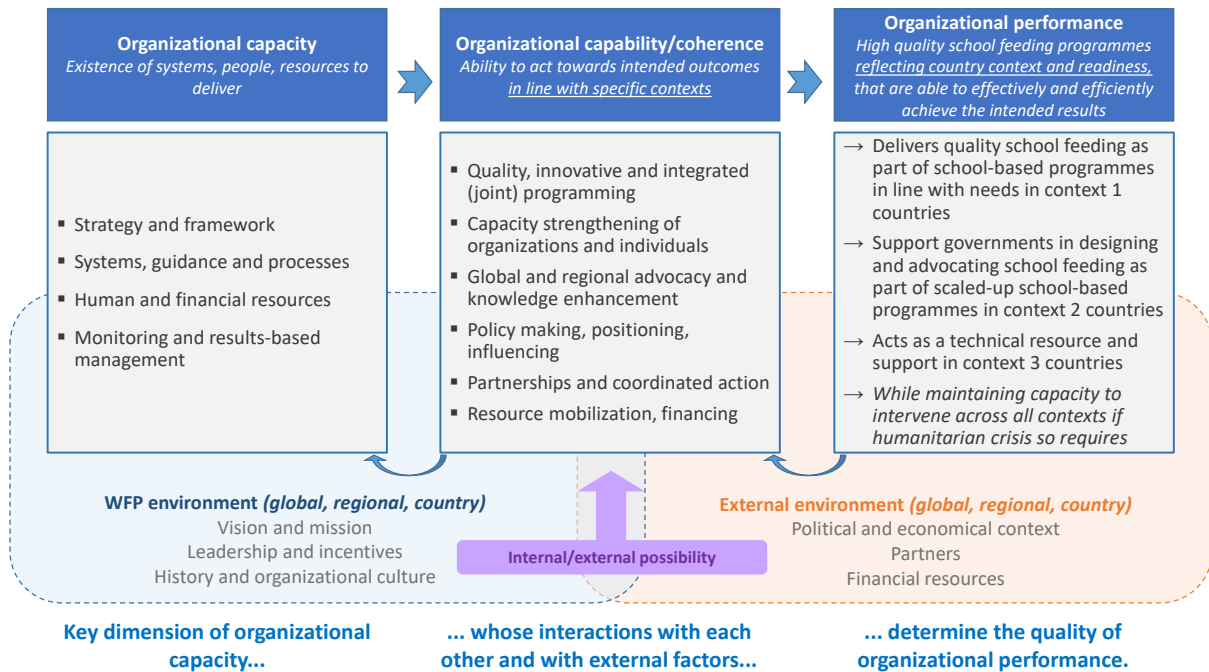 Organizational capacity
Existence of systems, people, resources to
deliver
Organizational capability/coherence
Ability to act towards intended outcomes
in line with specific contexts
Organizational performance
High quality school feeding programmes
reflecting country context and readiness,
that are able to effectively and efficiently
achieve the intended results
▪ Strategy and framework
▪ Systems, guidance and processes
▪ Human and financial resources
▪ Monitoring and results-based
management
▪ Quality, innovative and integrated
(joint) programming
▪ Capacity strengthening of
organizations and individuals
▪ Global and regional advocacy and
knowledge enhancement
▪ Policy making, positioning,
influencing
▪ Partnerships and coordinated action
▪ Resource mobilization, financing
→ Delivers quality school feeding as
part of school-based programmes
in line with needs in context 1
countries
→ Support governments in designing
and advocating school feeding as
part of scaled-up school-based
programmes in context 2 countries
→ Acts as a technical resource and
support in context 3 countries
→ While maintaining capacity to
intervene across all contexts if
humanitarian crisis so requires
WFP environment (global, regional, country)
Vision and mission
Leadership and incentives
History and organizational culture
Internal/external possibility
External environment (global, regional, country)
Political and economical context
Partners
Financial resources
Key dimension of organizational
capacity...
... whose interactions with each
other and with external factors...
... determine the quality of
organizational performance.